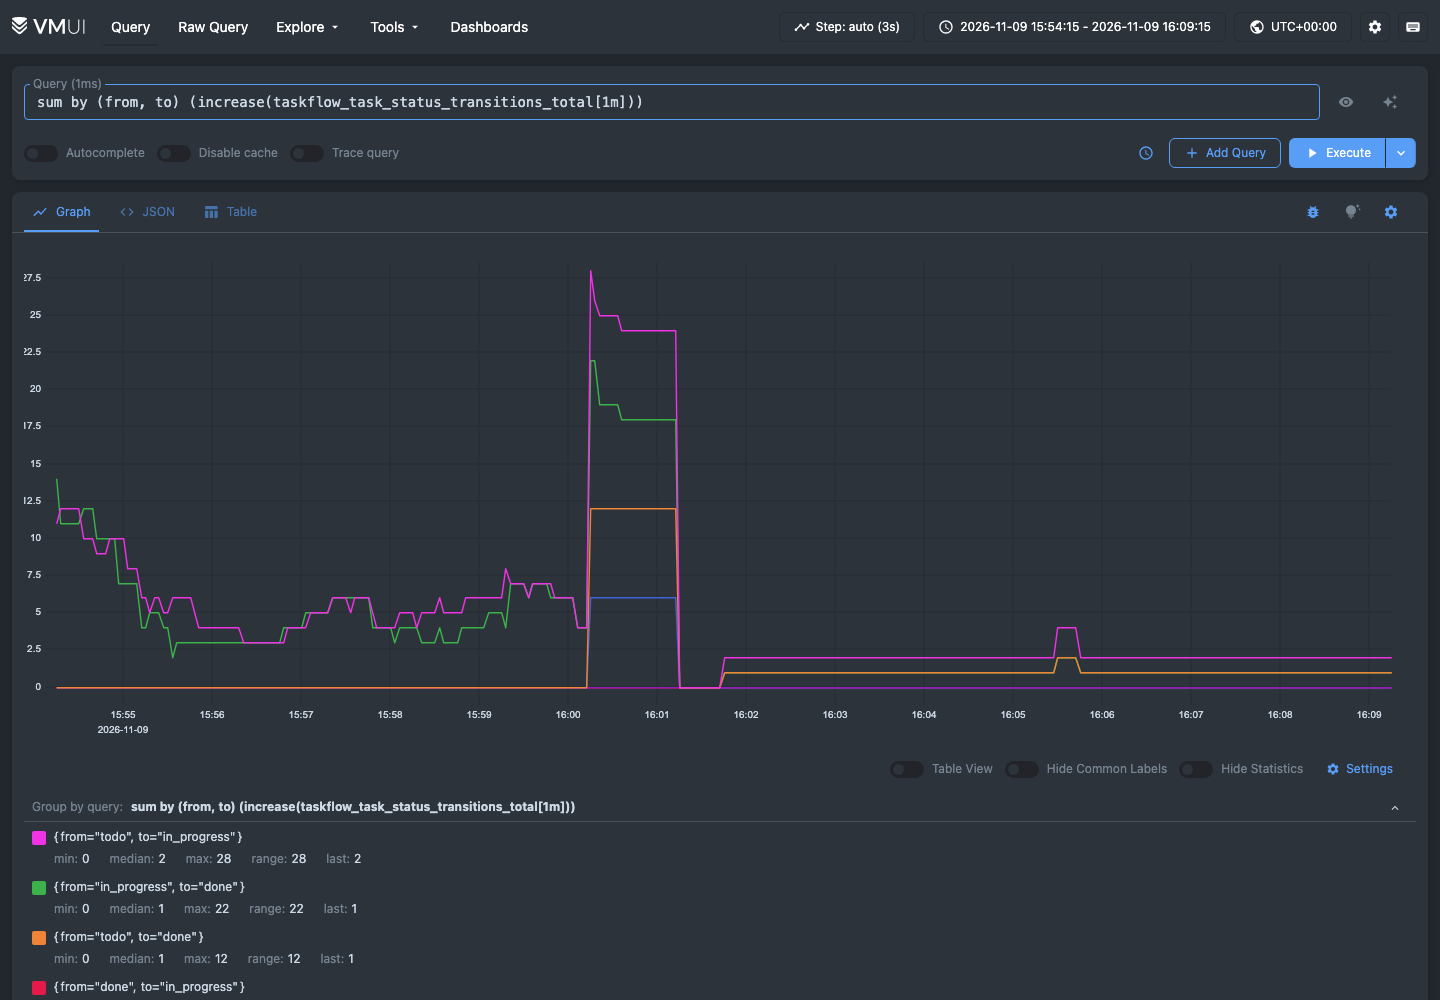 VMUI Query Raw Query Explore Tools Dashboards Step: auto (3s) 2026-11-09 15:54:15 - 2026-11-09 16:09:15 UTC+00:00
Query (1ms)
sum by (from, to) (increase(taskflow_task_status_transitions_total[1m]))
Autocomplete Disable cache Trace query Add Query Execute
Graph JSON Table
27.5
25
22.5
20
17.5
15
12.5
10
7.5
5
2.5
0
15:55 15:56 15:57 15:58 15:59 16:00 16:01 16:02 16:03 16:04 16:05 16:06 16:07 16:08 16:09
2026-11-09
Table View Hide Common Labels Hide Statistics Settings
Group by query: sum by (from, to) (increase(taskflow_task_status_transitions_total[1m]))
{from="todo", to="in_progress"}
min: 0 median: 2 max: 28 range: 28 last: 2
{from="in_progress", to="done"}
min: 0 median: 1 max: 22 range: 22 last: 1
{from="todo", to="done"}
min: 0 median: 1 max: 12 range: 12 last: 1
{from="done", to="in_progress"}